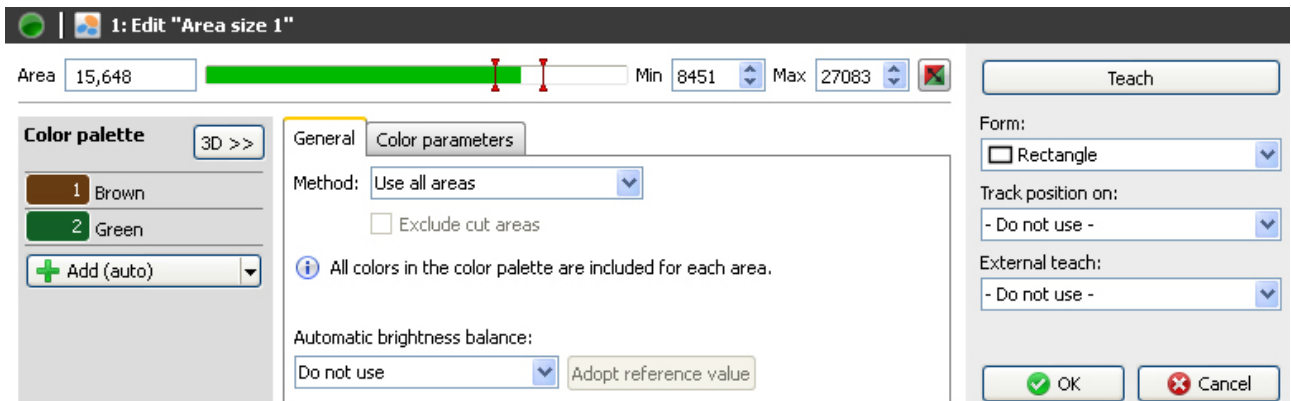 1: Edit "Area size 1"
Area 15,648 Min 8451 Max 27083
Teach
Color palette 3D >>
1 Brown
2 Green
Add (auto)
General Color parameters
Method: Use all areas
Exclude cut areas
All colors in the color palette are included for each area.
Automatic brightness balance:
Do not use Adopt reference value
Form:
Rectangle
Track position on:
- Do not use -
External teach:
- Do not use -
OK Cancel